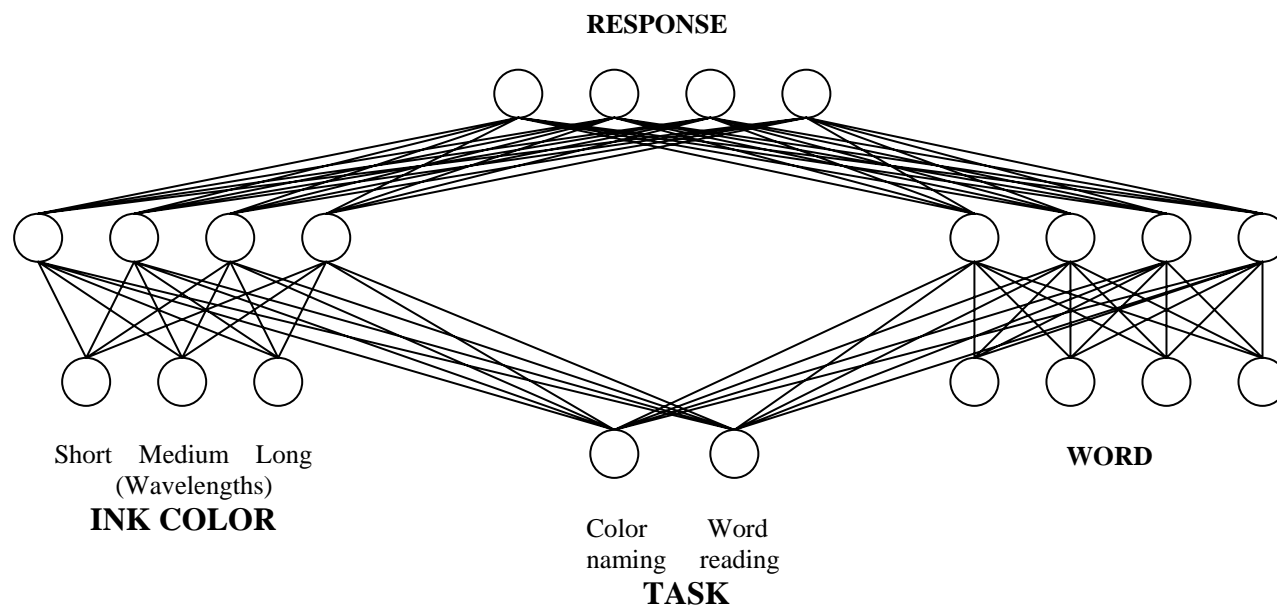 RESPONSE
Short Medium Long
(Wavelengths)
INK COLOR
WORD
Color Word
naming reading
TASK